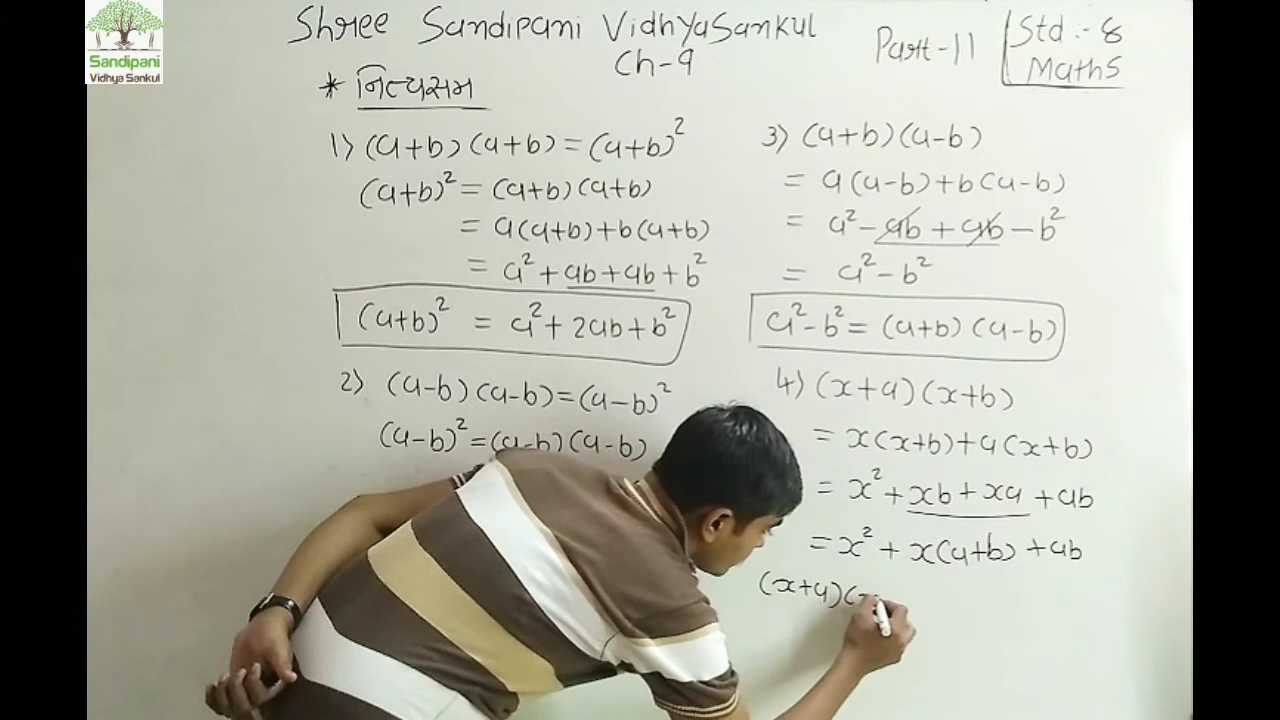 Sandipani
Vidhya Sankul
Shree Sandipani VidhyaSankul
Ch-9
Part-11
Std :- 8
Maths
* નિત્યસમ
1) (a+b) (a+b) = (a+b)²
(a+b)² = (a+b) (a+b)
= a(a+b)+b(a+b)
= a² + ab + ab + b²
(a+b)² = a² + 2ab + b²
2) (a-b) (a-b) = (a-b)²
(a-b)² = (a-b) (a-b)
3) (a+b) (a-b)
= a(a-b)+b(a-b)
= a² - ab + ab - b²
= a² - b²
a² - b² = (a+b) (a-b)
4) (x+a) (x+b)
= x(x+b)+a(x+b)
= x² + xb + xa + ab
= x² + x(a+b) + ab
(x+a)(x